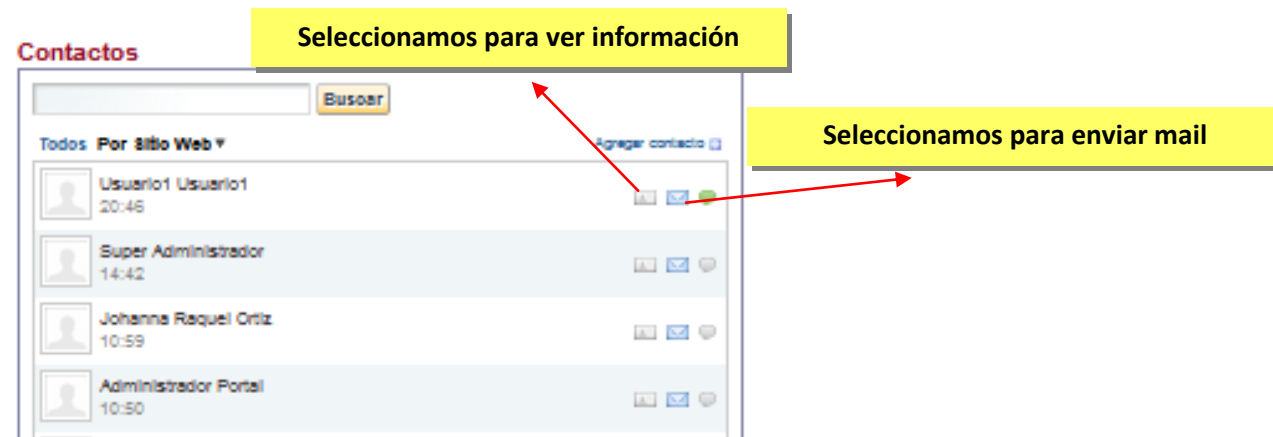 Seleccionamos para ver información
Contactos
Buscar
Seleccionamos para enviar mail
Todos Por Sitio Web ▾ Agregar contacto
Usuario1 Usuario1
20:46
Super Administrador
14:42
Johanna Raquel Ortiz
10:59
Administrador Portal
10:50